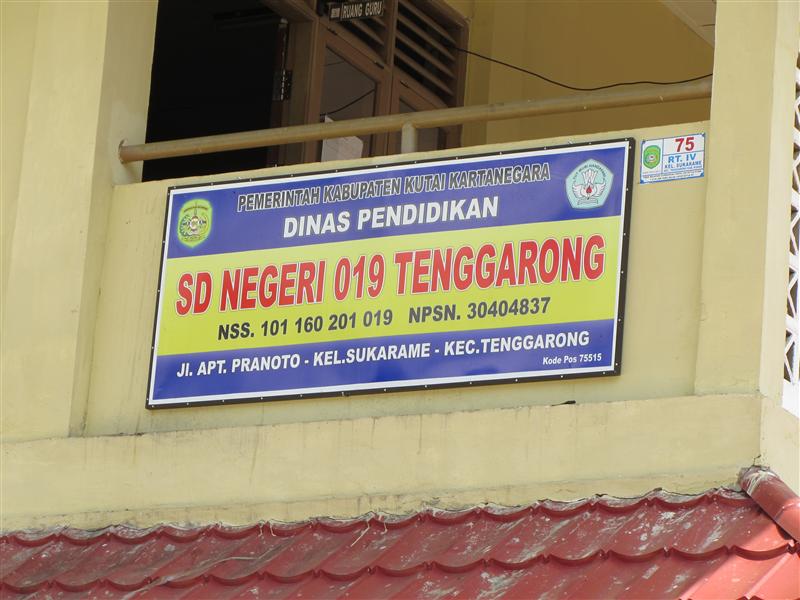 RUANG GURU
PEMERINTAH KABUPATEN KUTAI KARTANEGARA
DINAS PENDIDIKAN
SD NEGERI 019 TENGGARONG
NSS. 101 160 201 019 NPSN. 30404837
Jl. APT. PRANOTO - KEL.SUKARAME - KEC.TENGGARONG
Kode Pos 75515
75
RT. IV
KEL. SUKARAME